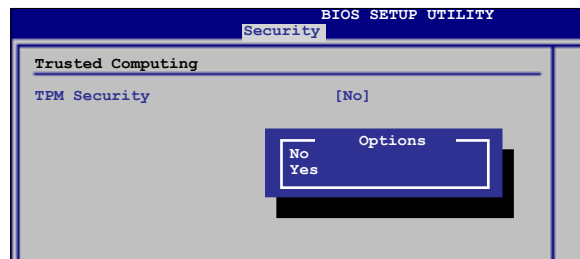 BIOS SETUP UTILITY
Security
Trusted Computing
TPM Security [No]
Options
No
Yes